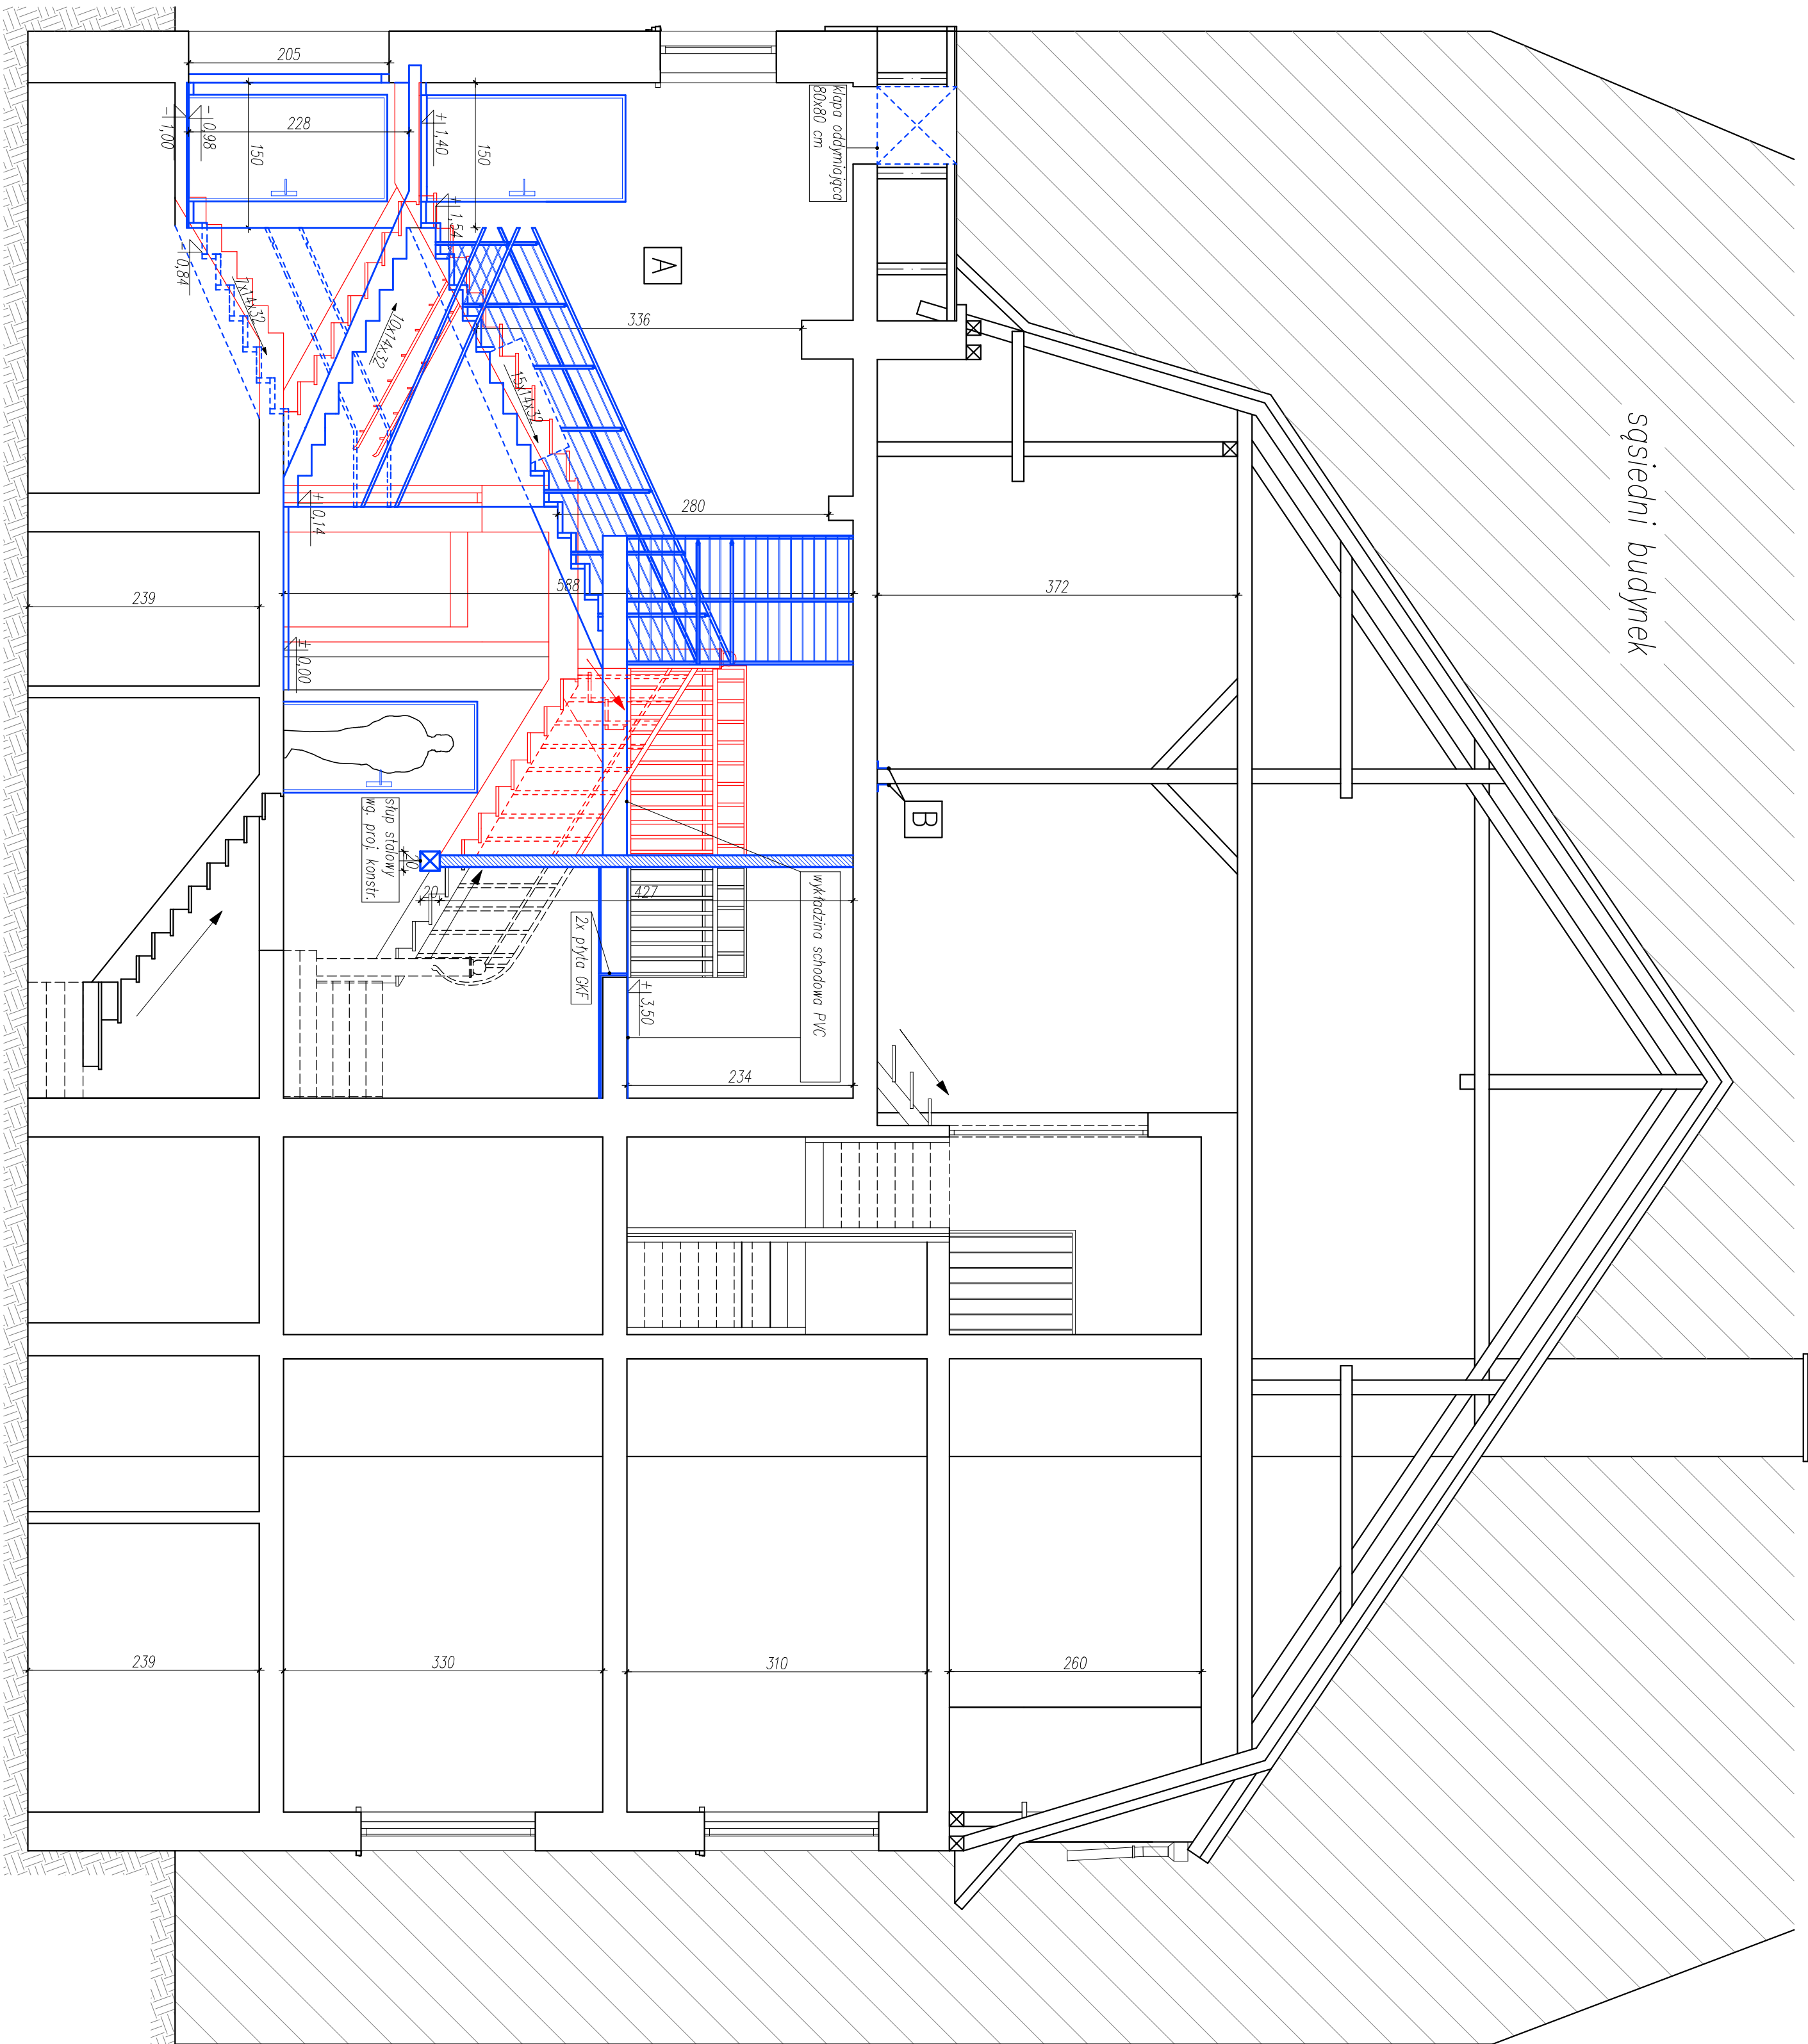 sąsiedni budynek
205
klapa oddymiająca
80x80 cm
- 0,98
- 1,00
228
150
+ 1,40
150
+ 1,54
- 0,84
7x14x32
10x14x32
15x14x32
A
336
280
+ 0,14
239
588
372
± 0,00
B
słup stalowy
wg. proj. konstr.
20
20
427
wykładzina schodowa PVC
2x płyta GKF
+ 3,50
234
239
330
310
260